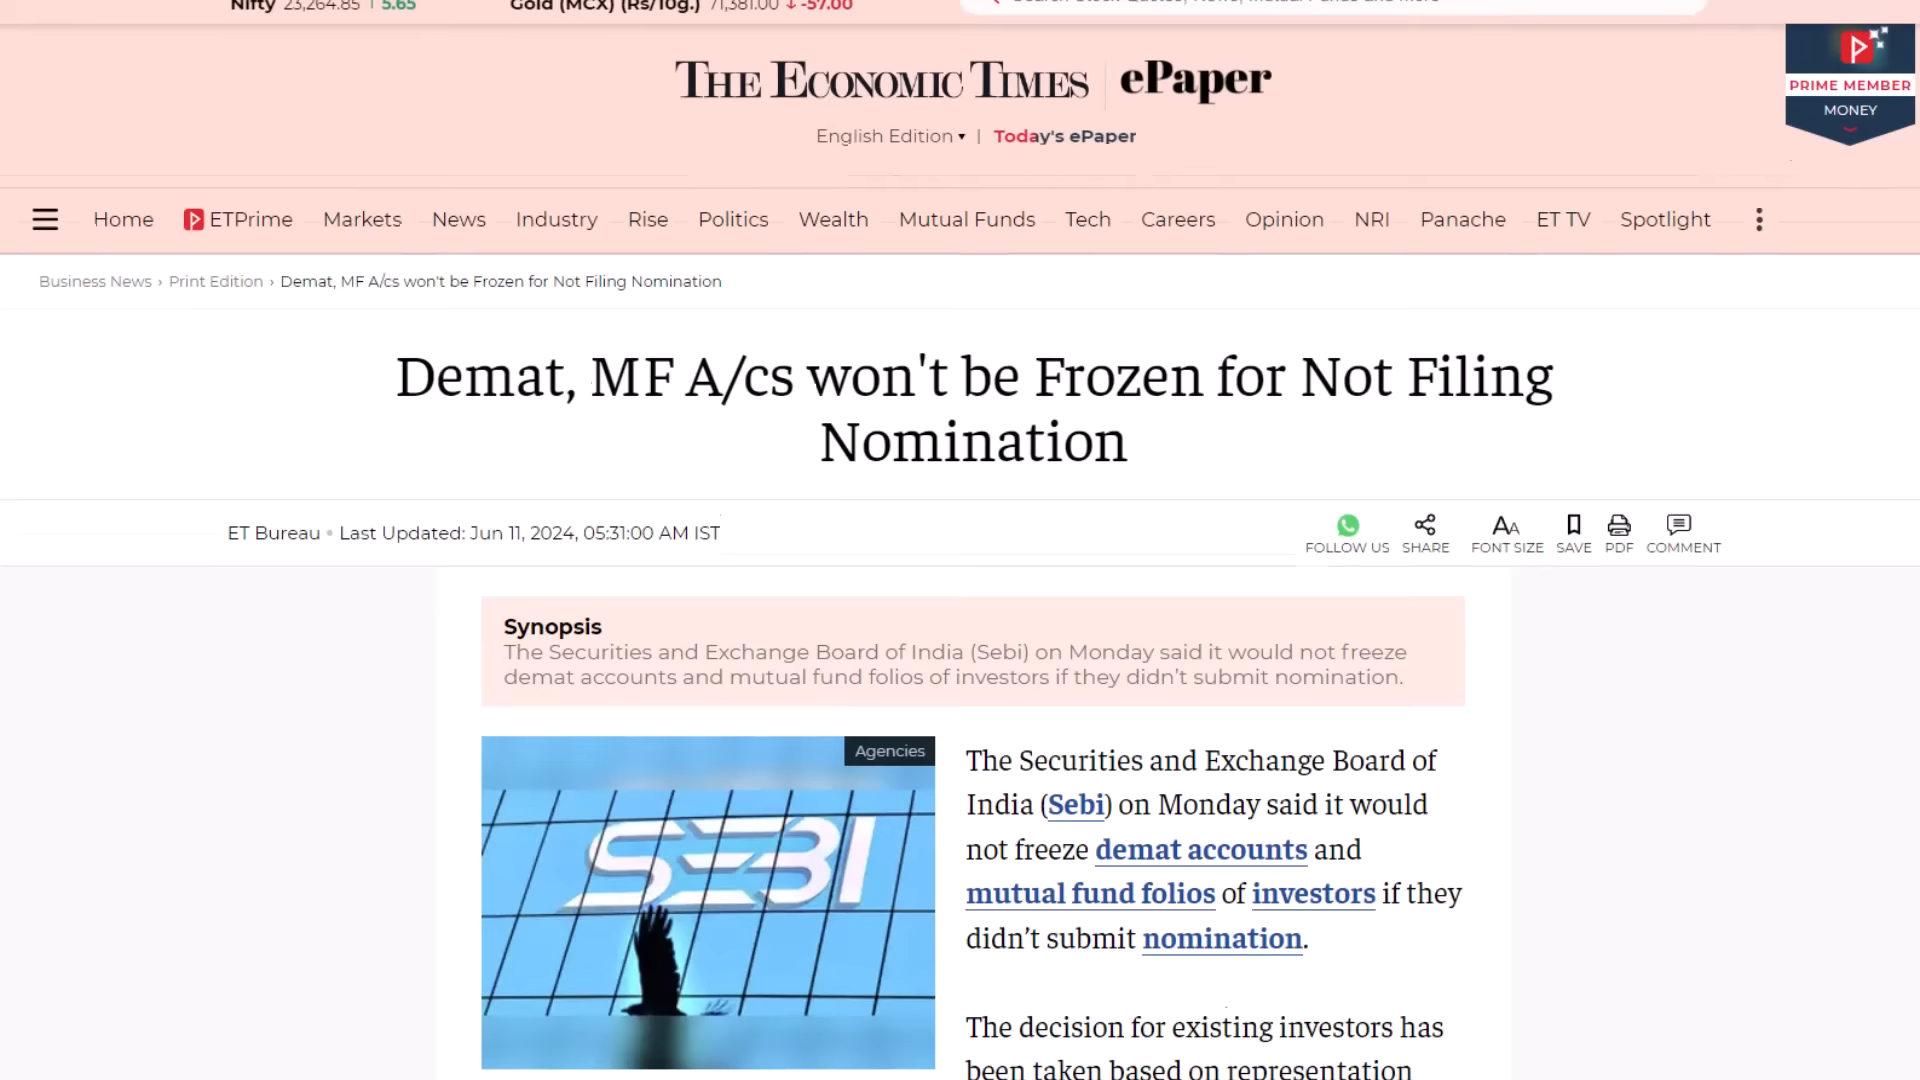 Nifty 23,264.85 ↑ 5.65 Gold (MCX) (Rs/10g.) 71,381.00 ↓ -57.00
THE ECONOMIC TIMES | ePaper
PRIME MEMBER
MONEY
English Edition ▾ | Today's ePaper
Home ETPrime Markets News Industry Rise Politics Wealth Mutual Funds Tech Careers Opinion NRI Panache ET TV Spotlight
Business News › Print Edition › Demat, MF A/cs won't be Frozen for Not Filing Nomination
Demat, MF A/cs won't be Frozen for Not Filing
Nomination
ET Bureau • Last Updated: Jun 11, 2024, 05:31:00 AM IST
FOLLOW US SHARE FONT SIZE SAVE PDF COMMENT
Synopsis
The Securities and Exchange Board of India (Sebi) on Monday said it would not freeze
demat accounts and mutual fund folios of investors if they didn't submit nomination.
Agencies
SEBI
The Securities and Exchange Board of
India (Sebi) on Monday said it would
not freeze demat accounts and
mutual fund folios of investors if they
didn't submit nomination.
The decision for existing investors has
been taken based on representation